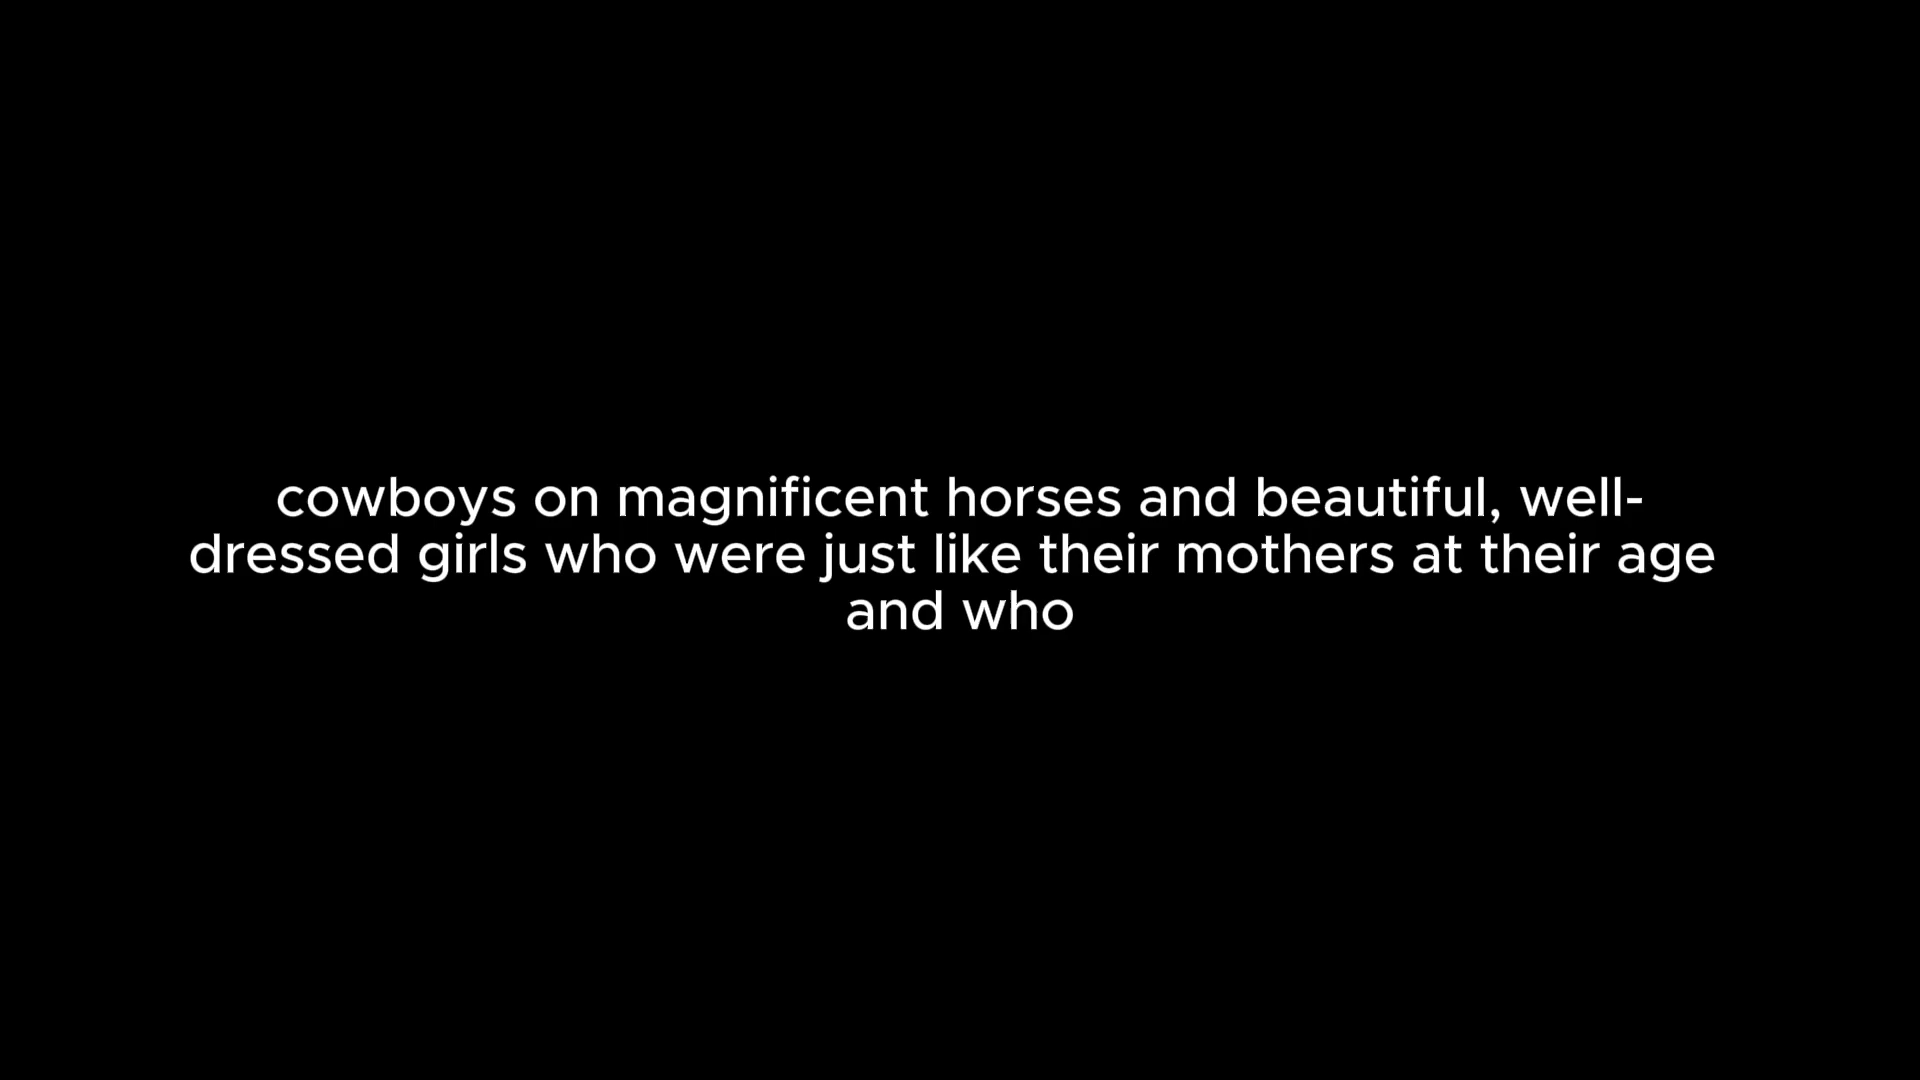 cowboys on magnificent horses and beautiful, well-
dressed girls who were just like their mothers at their age
and who